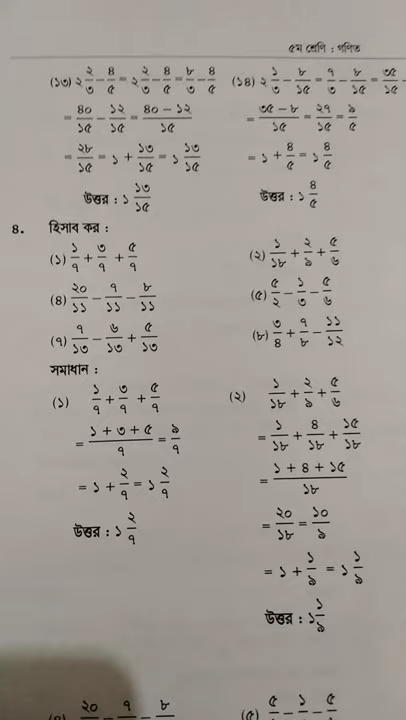 ৫ম শ্রেণি : গণিত
(১৩) ২ ২/৩ − ৪/৫ = ২ ২/৩ − ৪/৫ = ৮/৩ − ৪/৫
= ৪০/১৫ − ১২/১৫ = ৪০ − ১২/১৫
= ২৮/১৫ = ১ + ১৩/১৫ = ১ ১৩/১৫
উত্তর : ১ ১৩/১৫
(১৪) ২ ১/৩ − ৮/১৫ = ৭/৩ − ৮/১৫ = ৩৫/১৫
= ৩৫ − ৮/১৫ = ২৭/১৫ = ৯/৫
= ১ + ৪/৫ = ১ ৪/৫
উত্তর : ১ ৪/৫
৪. হিসাব কর :
(১) ১/৭ + ৩/৭ + ৫/৭ (২) ১/১৮ + ২/৯ + ৫/৬
(৪) ২০/১১ − ৭/১১ − ৮/১১ (৫) ৫/২ − ১/৩ − ৫/৬
(৭) ৭/১৩ − ৬/১৩ + ৫/১৩ (৮) ৩/৪ + ৭/৮ − ১১/১২
সমাধান :
(১) ১/৭ + ৩/৭ + ৫/৭
= ১ + ৩ + ৫/৭ = ৯/৭
= ১ + ২/৭ = ১ ২/৭
উত্তর : ১ ২/৭
(২) ১/১৮ + ২/৯ + ৫/৬
= ১/১৮ + ৪/১৮ + ১৫/১৮
= ১ + ৪ + ১৫/১৮
= ২০/১৮ = ১০/৯
= ১ + ১/৯ = ১ ১/৯
উত্তর : ১ ১/৯
২০ − ৭ − ৮
(৫) ৫ − ১ − ৫